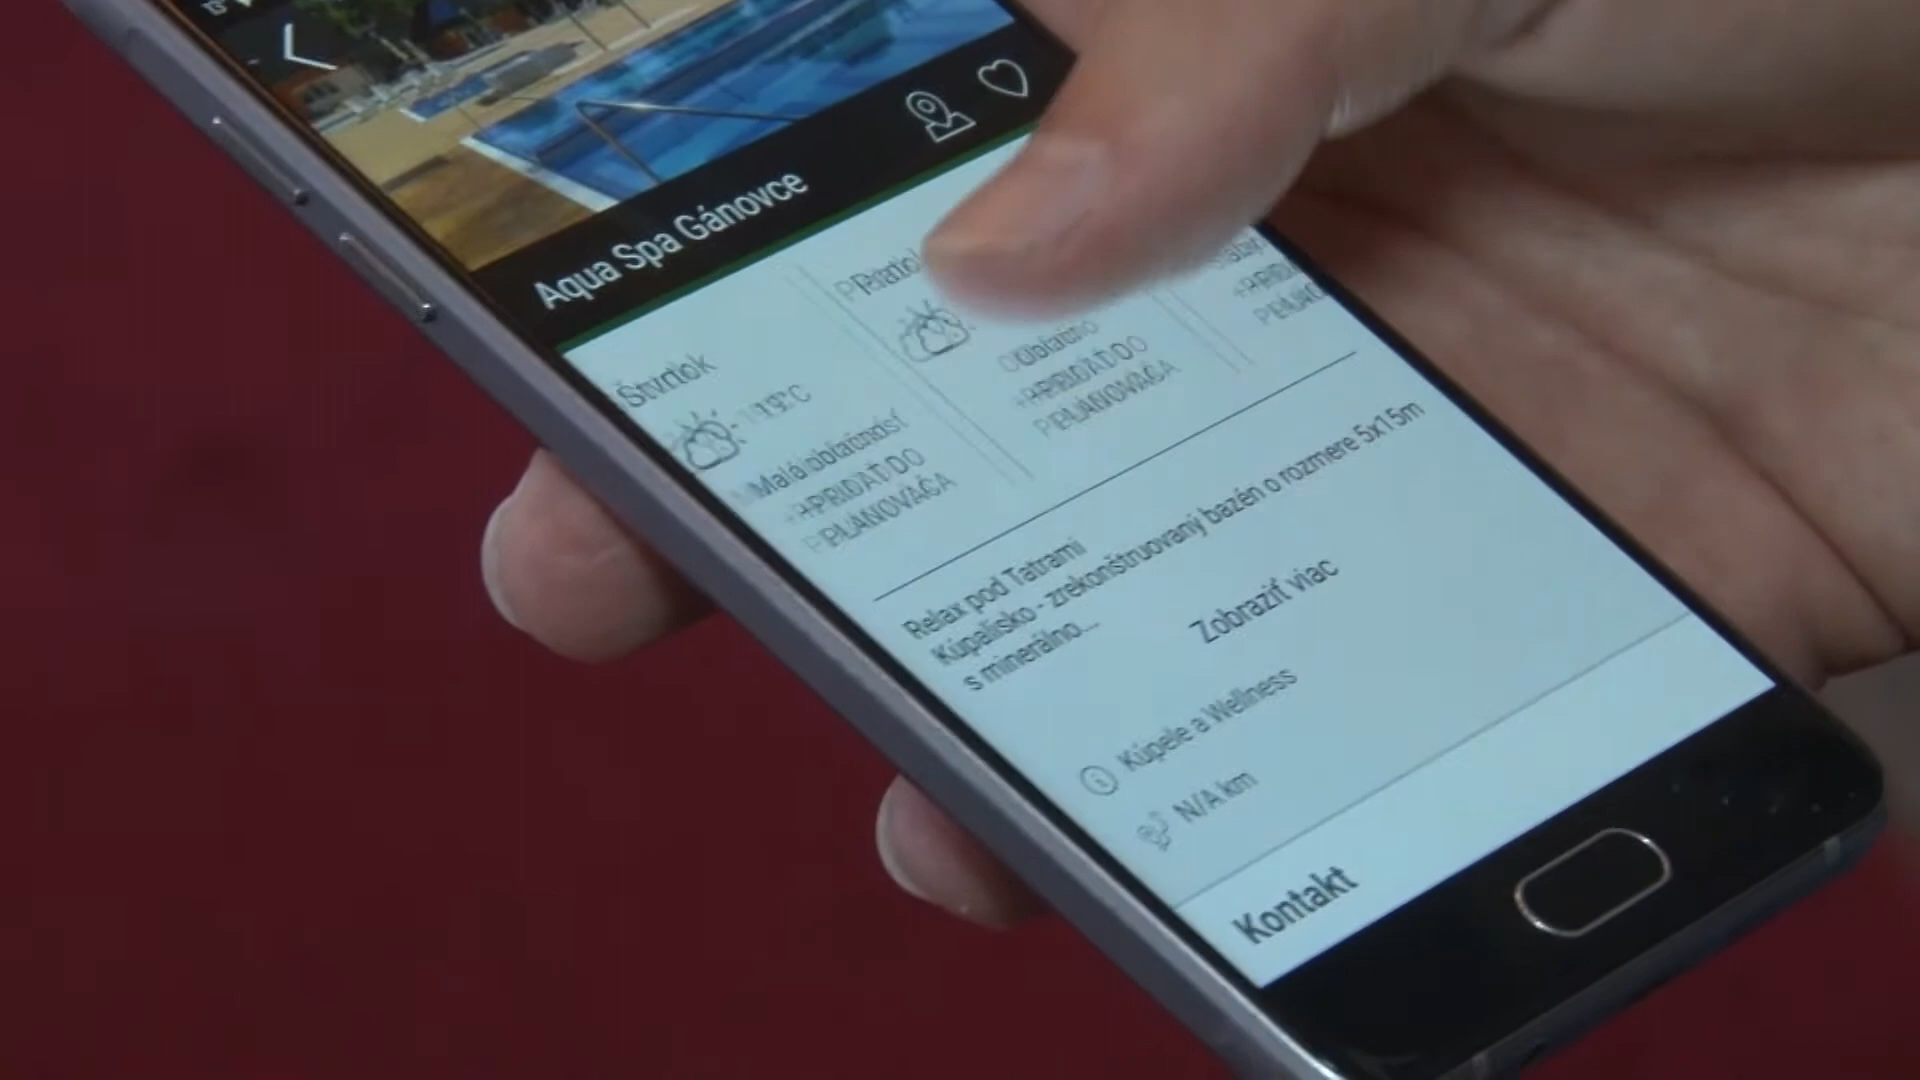 Aqua Spa Gánovce
Štvrtok
Malá oblačnosť
+PRIDAŤ DO
PLÁNOVAČA
Piatok
Oblačno
+PRIDAŤ DO
PLÁNOVAČA
Relax pod Tatrami
Kúpalisko - zrekonštruovaný bazén o rozmere 5x15m
s minerálno...
Zobraziť viac
Kúpele a Wellness
N/A km
Kontakt